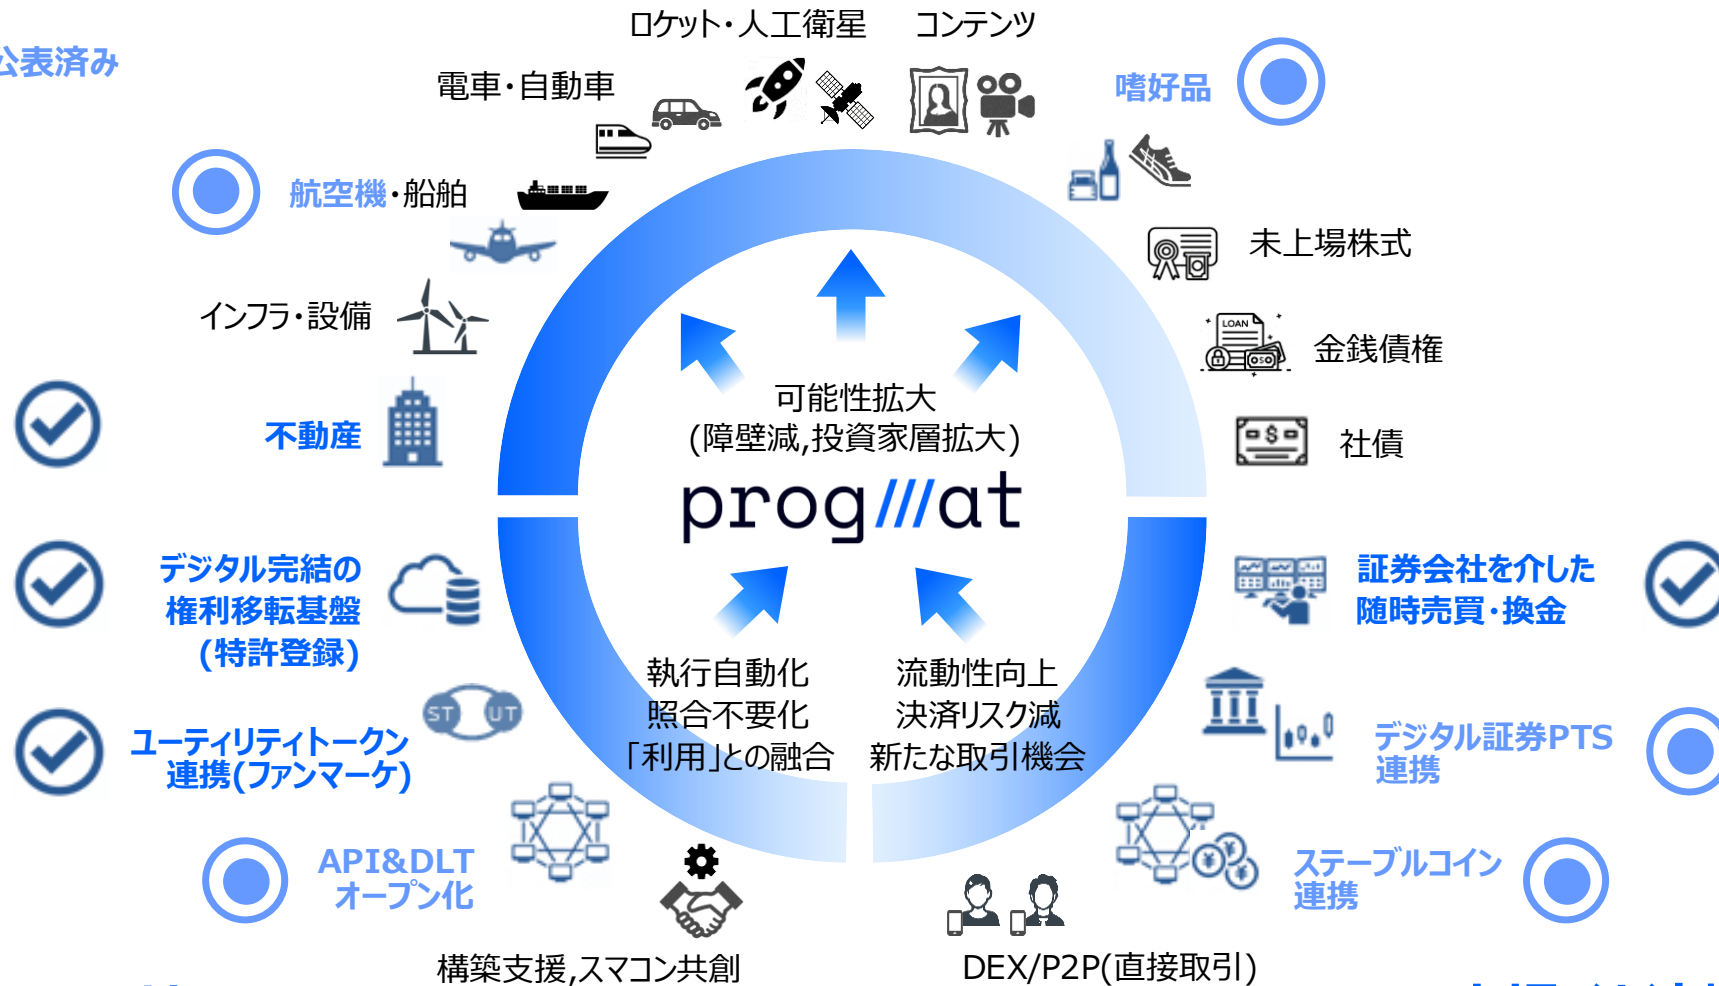 ロケット・人工衛星
コンテンツ
公表済み
電車・自動車
嗜好品
航空機・船舶
未上場株式
インフラ・設備
LOAN
金銭債権
可能性拡大
(障壁減,投資家層拡大)
不動産
$
社債
prog///at
デジタル完結の
権利移転基盤
(特許登録)
証券会社を介した
随時売買・換金
執行自動化
照合不要化
「利用」との融合
流動性向上
決済リスク減
新たな取引機会
ST UT
ユーティリティトークン
連携(ファンマーケ)
デジタル証券PTS
連携
API&DLT
オープン化
¥ ¥ ¥
ステーブルコイン
連携
構築支援,スマコン共創
DEX/P2P(直接取引)